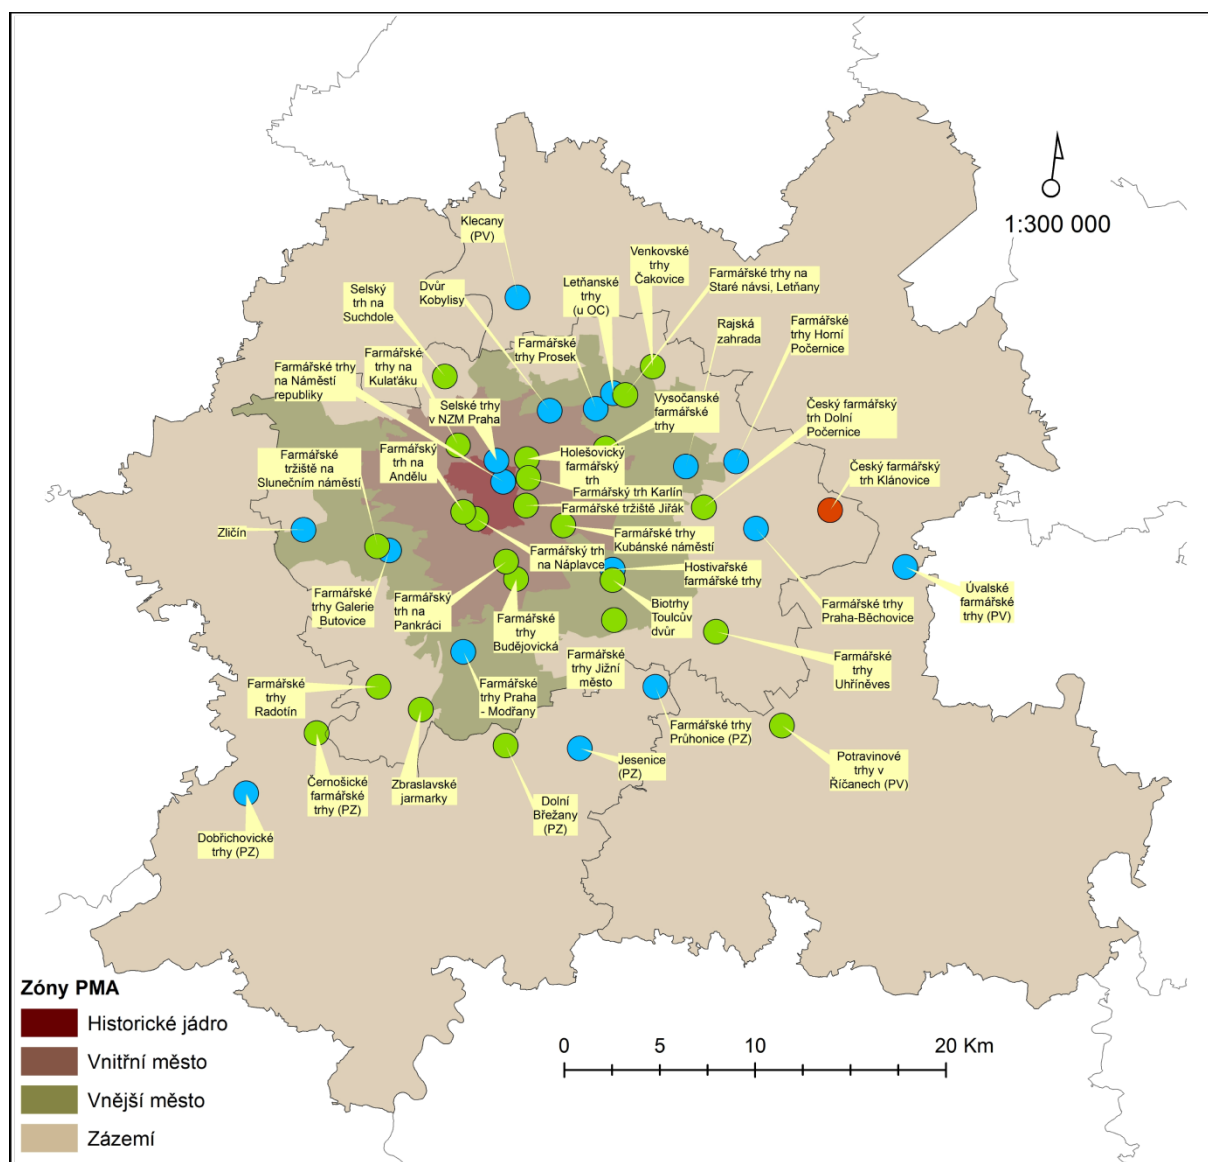 1:300 000
Klecany
(PV)
Venkovské
trhy
Čakovice
Farmářské trhy na
Staré návsi, Letňany
Letňanské
trhy
(u OC)
Dvůr
Kobylisy
Selský
trh na
Suchdole
Rajská
zahrada
Farmářské
trhy Horní
Počernice
Farmářské
trhy Prosek
Farmářské
trhy na
Kulaťáku
Farmářské trhy
na Náměstí
republiky
Selské trhy
v NZM Praha
Vysočanské
farmářské
trhy
Český farmářský
trh Dolní
Počernice
Farmářský
trh na
Andělu
Holešovický
farmářský
trh
Farmářské
tržiště na
Slunečním náměstí
Český farmářský
trh Klánovice
Farmářský trh Karlín
Farmářské tržiště Jiřák
Zličín
Farmářské trhy
Kubánské náměstí
Farmářský trh
na Náplavce
Hostivařské
farmářské trhy
Farmářské
trhy Galerie
Butovice
Farmářský
trh na
Pankráci
Farmářské
trhy
Budějovická
Biotrhy
Toulcův
dvůr
Farmářské trhy
Praha-Běchovice
Úvalské
farmářské
trhy (PV)
Farmářské
trhy Jižní
město
Farmářské
trhy
Uhříněves
Farmářské
trhy
Radotín
Farmářské
trhy Praha
- Modřany
Farmářské trhy
Průhonice (PZ)
Jesenice
(PZ)
Potravinové
trhy v
Říčanech (PV)
Černošické
farmářské
trhy (PZ)
Zbraslavské
jarmarky
Dolní
Břežany
(PZ)
Dobřichovické
trhy (PZ)
Zóny PMA
Historické jádro
Vnitřní město
Vnější město
Zázemí
0 5 10 20 Km